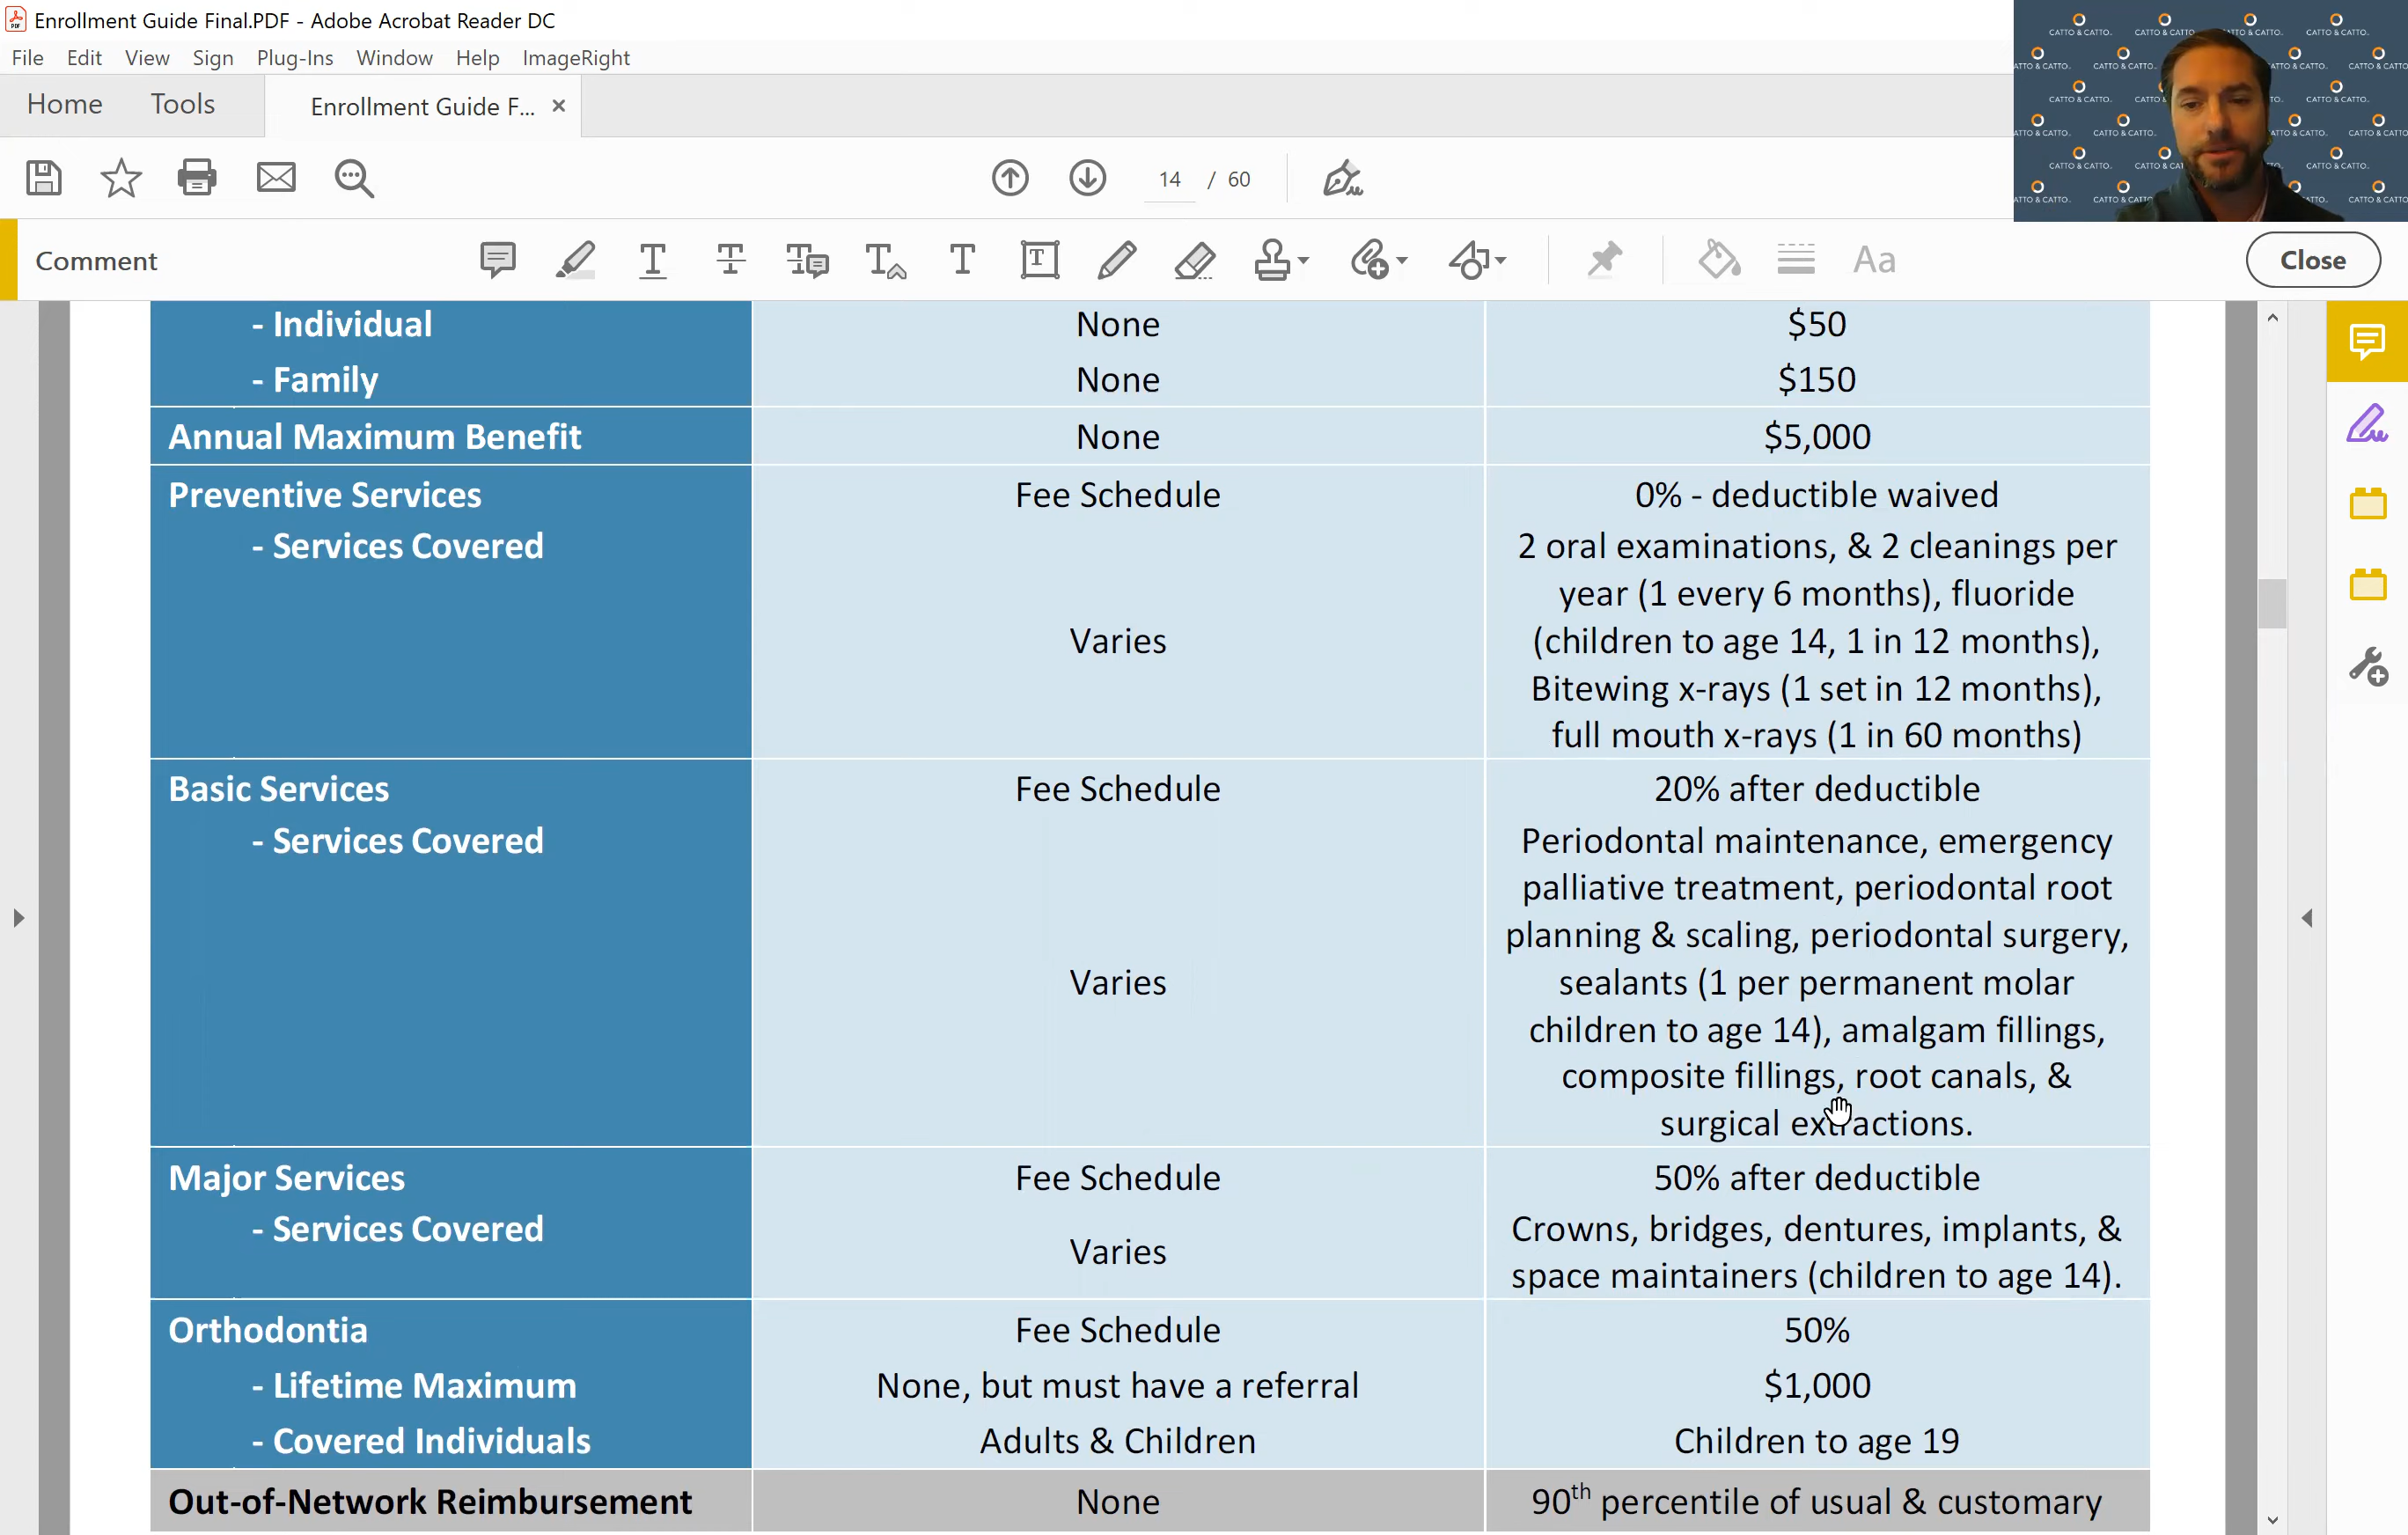 Enrollment Guide Final.PDF - Adobe Acrobat Reader DC
File Edit View Sign Plug-Ins Window Help ImageRight
Home Tools Enrollment Guide F... ×
14 / 60
Comment Aa Close
CATTO & CATTO
- Individual None $50
- Family None $150
Annual Maximum Benefit None $5,000
Preventive Services Fee Schedule 0% - deductible waived
- Services Covered Varies 2 oral examinations, & 2 cleanings per
year (1 every 6 months), fluoride
(children to age 14, 1 in 12 months),
Bitewing x-rays (1 set in 12 months),
full mouth x-rays (1 in 60 months)
Basic Services Fee Schedule 20% after deductible
- Services Covered Varies Periodontal maintenance, emergency
palliative treatment, periodontal root
planning & scaling, periodontal surgery,
sealants (1 per permanent molar
children to age 14), amalgam fillings,
composite fillings, root canals, &
surgical extractions.
Major Services Fee Schedule 50% after deductible
- Services Covered Varies Crowns, bridges, dentures, implants, &
space maintainers (children to age 14).
Orthodontia Fee Schedule 50%
- Lifetime Maximum None, but must have a referral $1,000
- Covered Individuals Adults & Children Children to age 19
Out-of-Network Reimbursement None 90th percentile of usual & customary